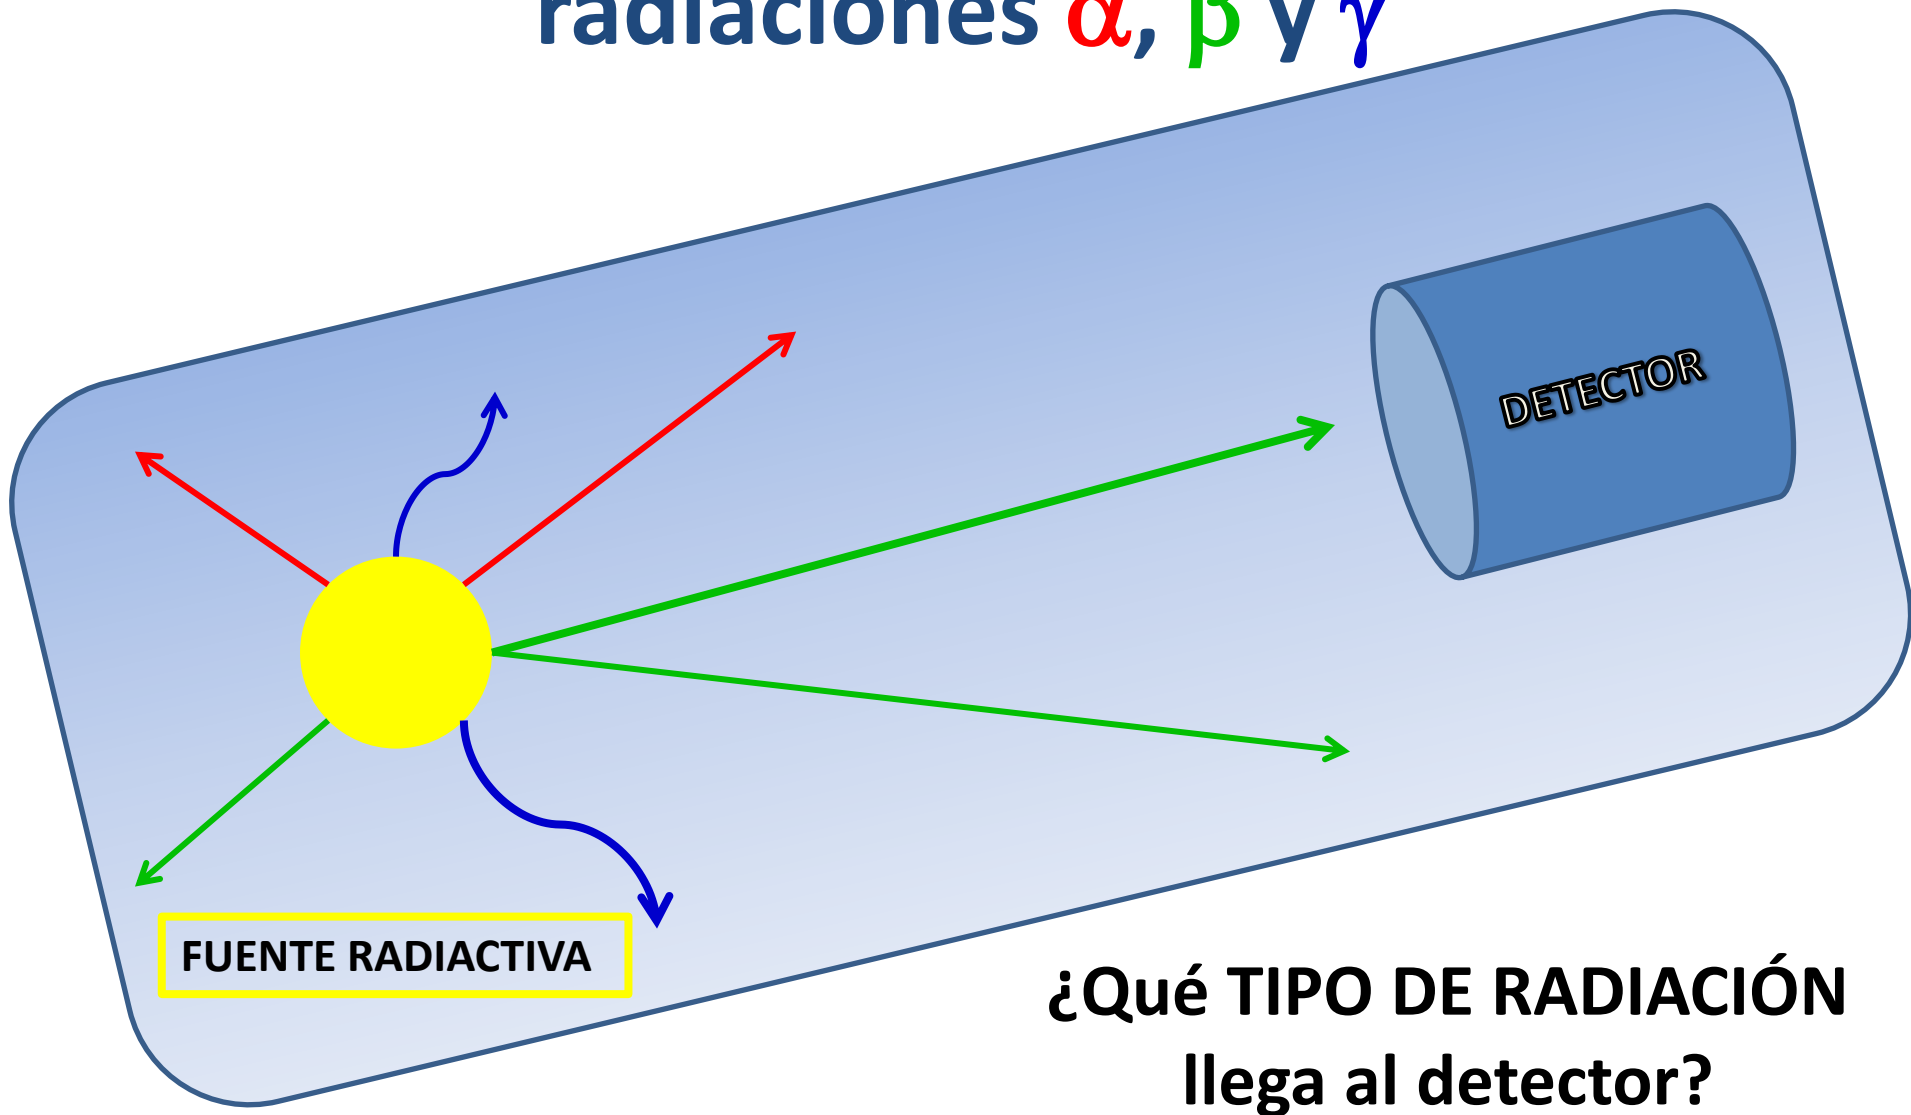 radiaciones α, β y γ
DETECTOR
FUENTE RADIACTIVA
¿Qué TIPO DE RADIACIÓN
llega al detector?